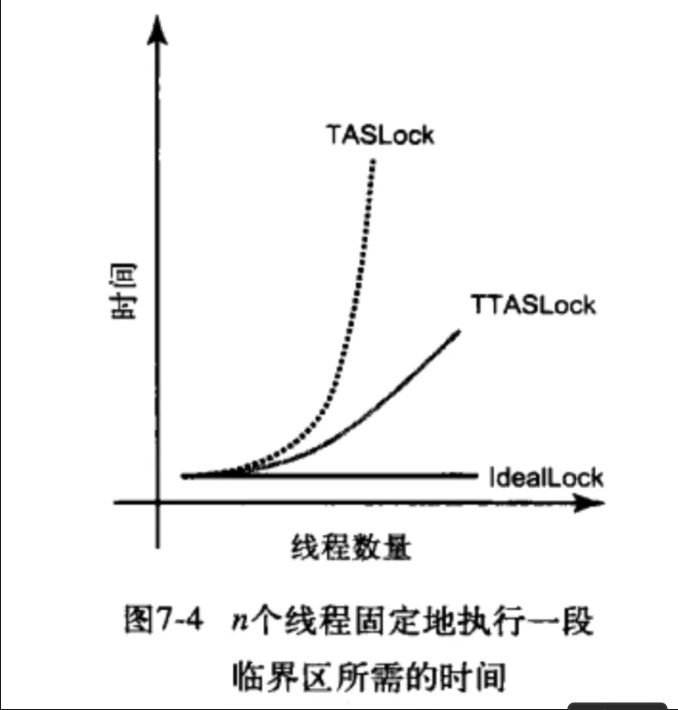 TASLock
TTASLock
时间
IdealLock
线程数量
图7-4 n个线程固定地执行一段
临界区所需的时间